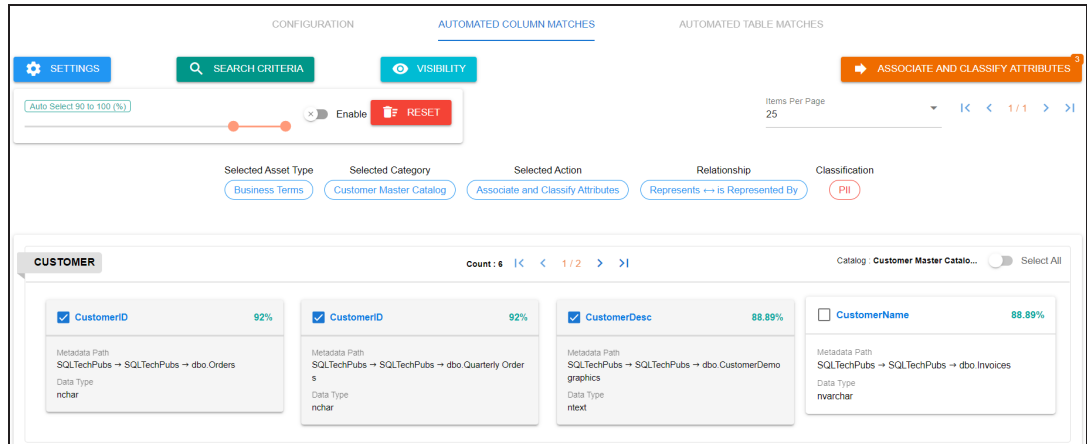 CONFIGURATION
AUTOMATED COLUMN MATCHES
AUTOMATED TABLE MATCHES
SETTINGS
SEARCH CRITERIA
VISIBILITY
ASSOCIATE AND CLASSIFY ATTRIBUTES
3
Auto Select 90 to 100 (%)
Enable
RESET
Items Per Page
25
1 / 1
Selected Asset Type
Business Terms
Selected Category
Customer Master Catalog
Selected Action
Associate and Classify Attributes
Relationship
Represents ↔ is Represented By
Classification
PII
CUSTOMER
Count : 6
1 / 2
Catalog : Customer Master Catalo...
Select All
CustomerID 92%
Metadata Path
SQLTechPubs → SQLTechPubs → dbo.Orders
Data Type
nchar
CustomerID 92%
Metadata Path
SQLTechPubs → SQLTechPubs → dbo.Quarterly Order
s
Data Type
nchar
CustomerDesc 88.89%
Metadata Path
SQLTechPubs → SQLTechPubs → dbo.CustomerDemo
graphics
Data Type
ntext
CustomerName 88.89%
Metadata Path
SQLTechPubs → SQLTechPubs → dbo.Invoices
Data Type
nvarchar